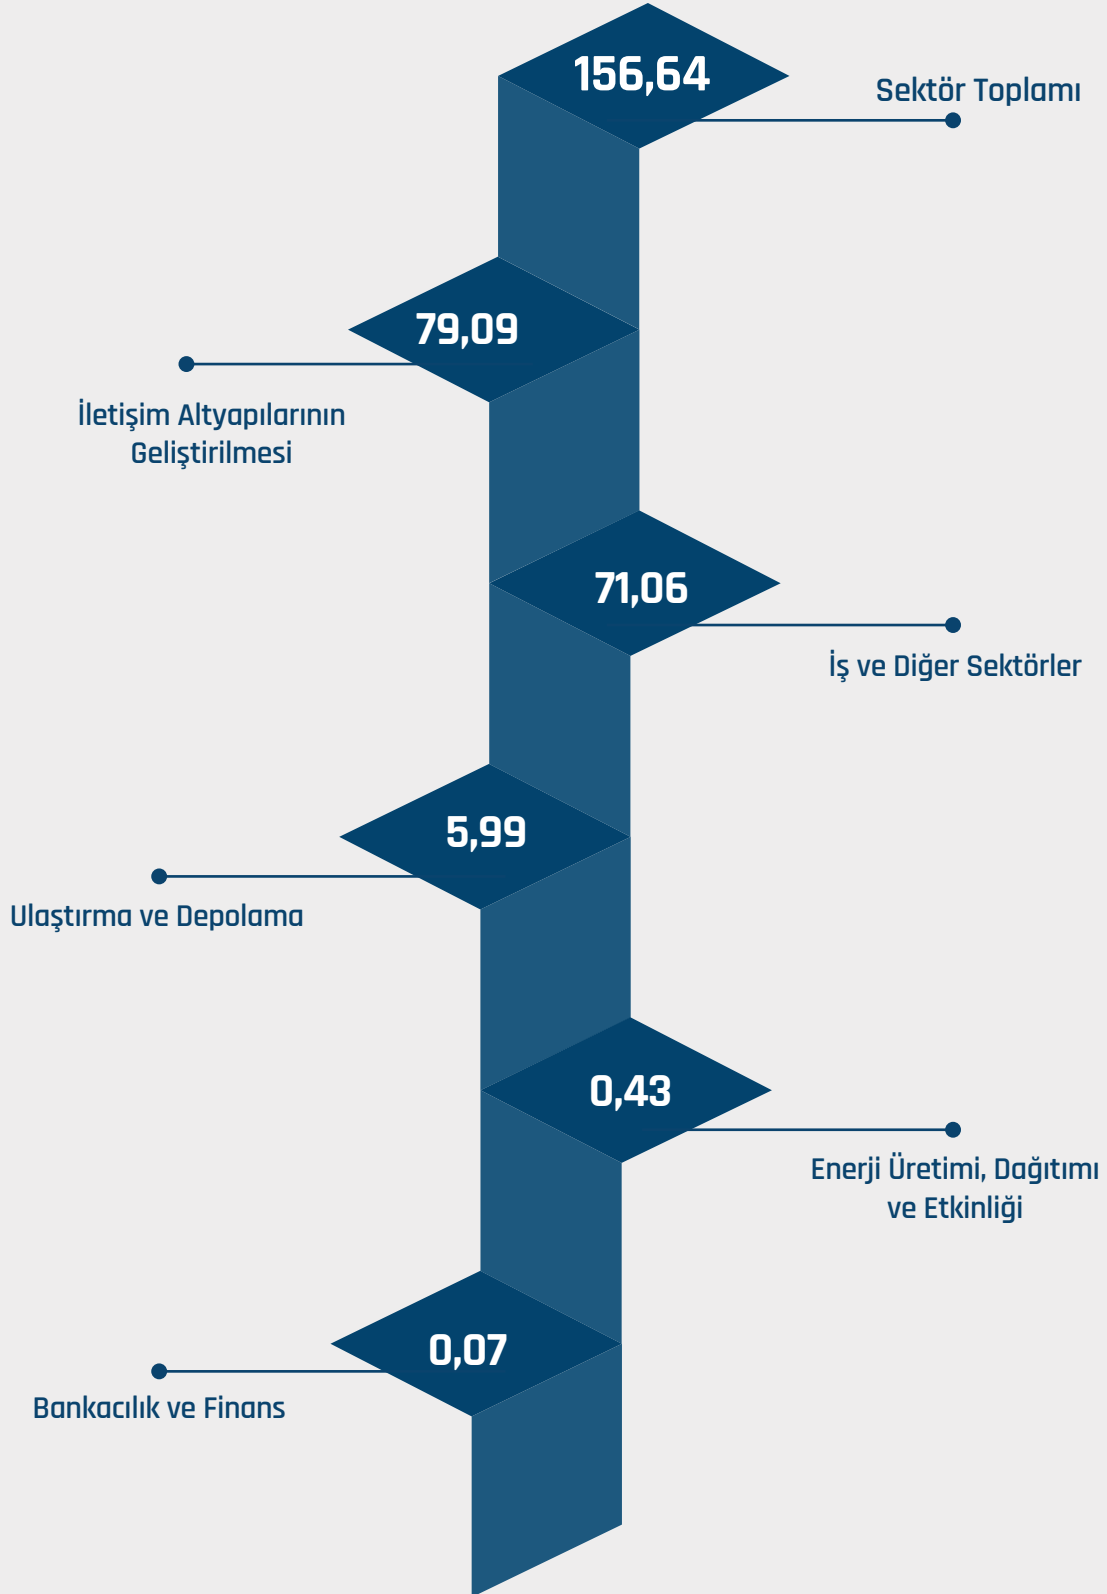 156,64
Sektör Toplamı
79,09
İletişim Altyapılarının
Geliştirilmesi
71,06
İş ve Diğer Sektörler
5,99
Ulaştırma ve Depolama
0,43
Enerji Üretimi, Dağıtımı
ve Etkinliği
0,07
Bankacılık ve Finans